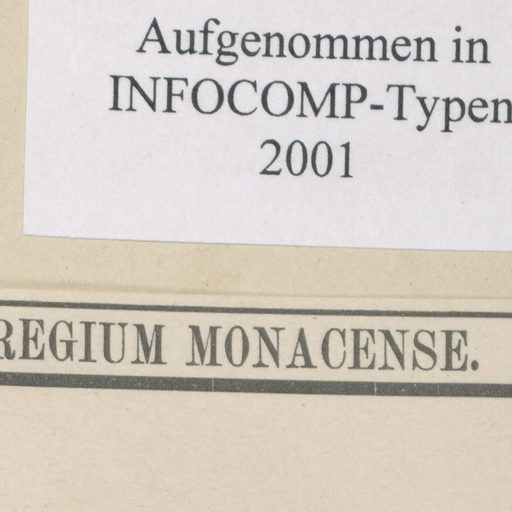 Aufgenommen in
INFOCOMP-Typen
2001
REGIUM MONACENSE.